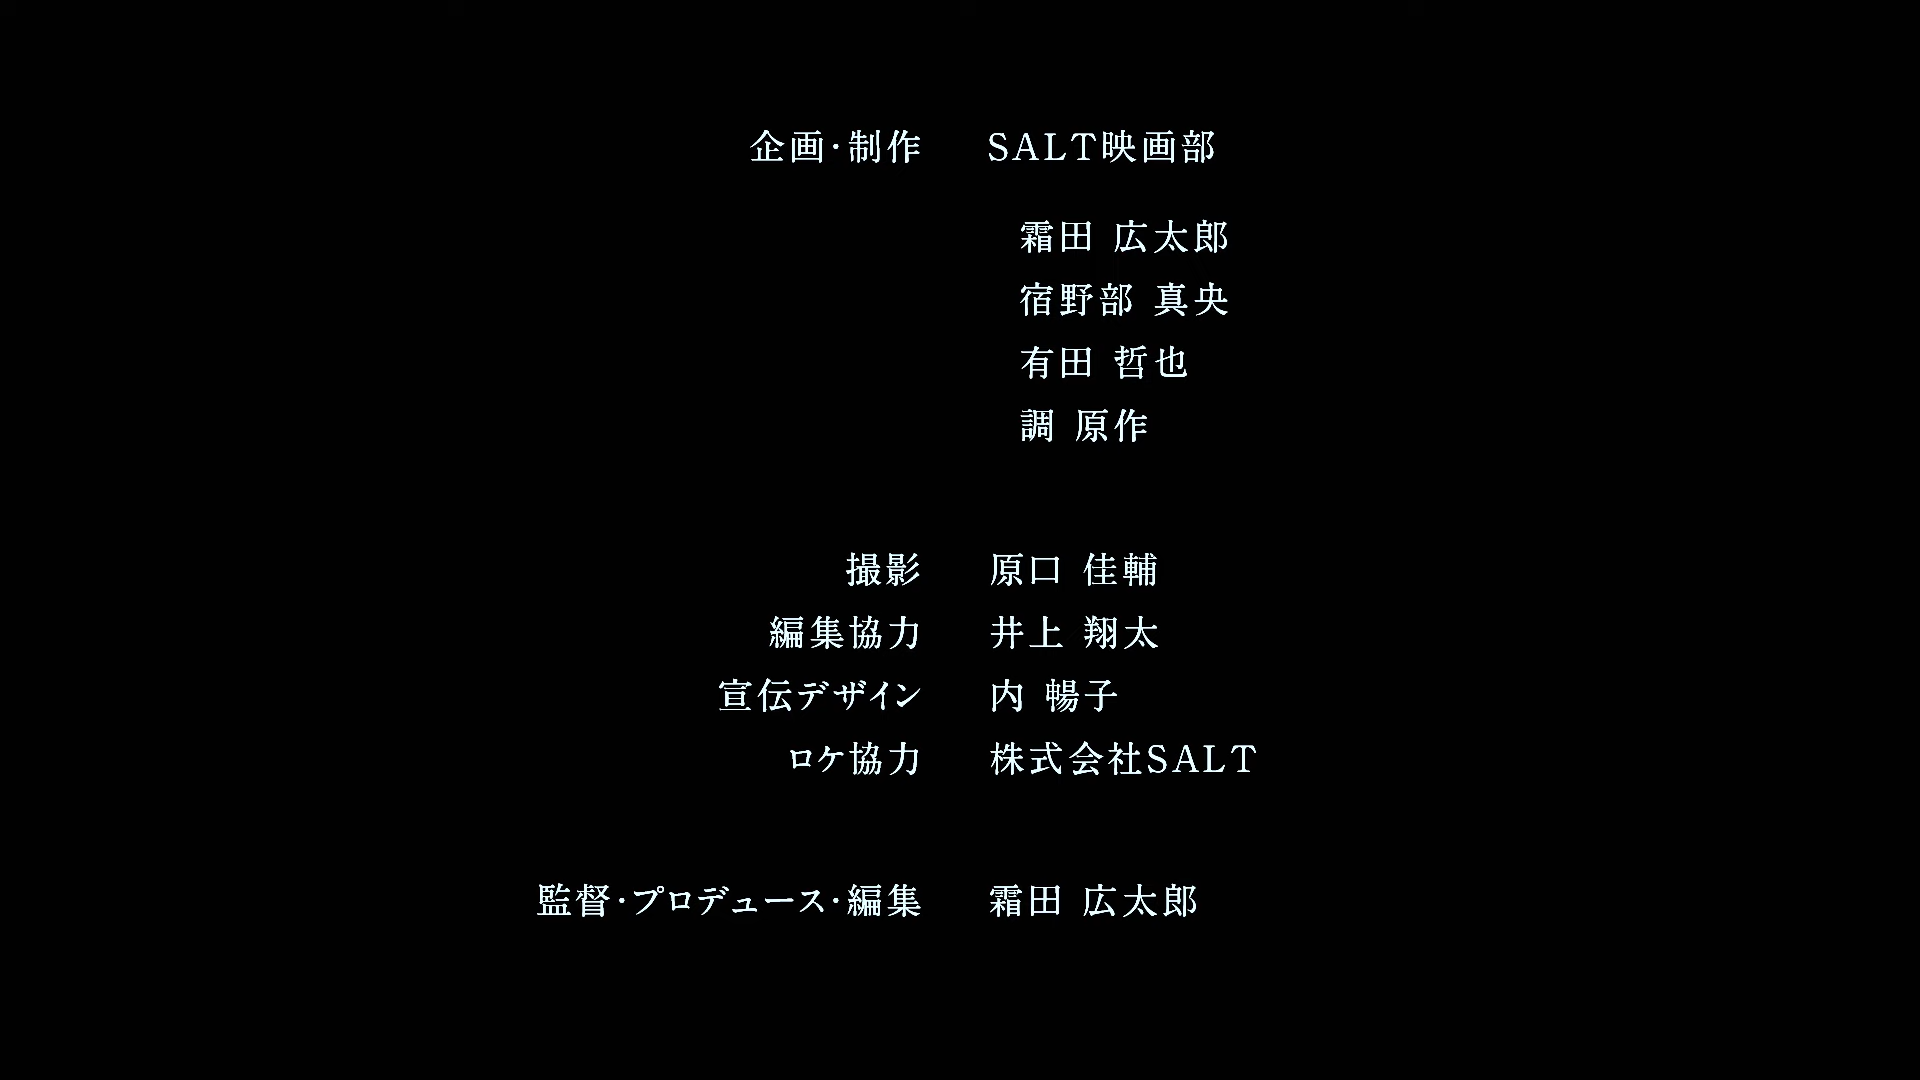 企画・制作 SALT映画部
霜田 広太郎
宿野部 真央
有田 哲也
調 原作
撮影 原口 佳輔
編集協力 井上 翔太
宣伝デザイン 内 暢子
ロケ協力 株式会社SALT
監督・プロデュース・編集 霜田 広太郎